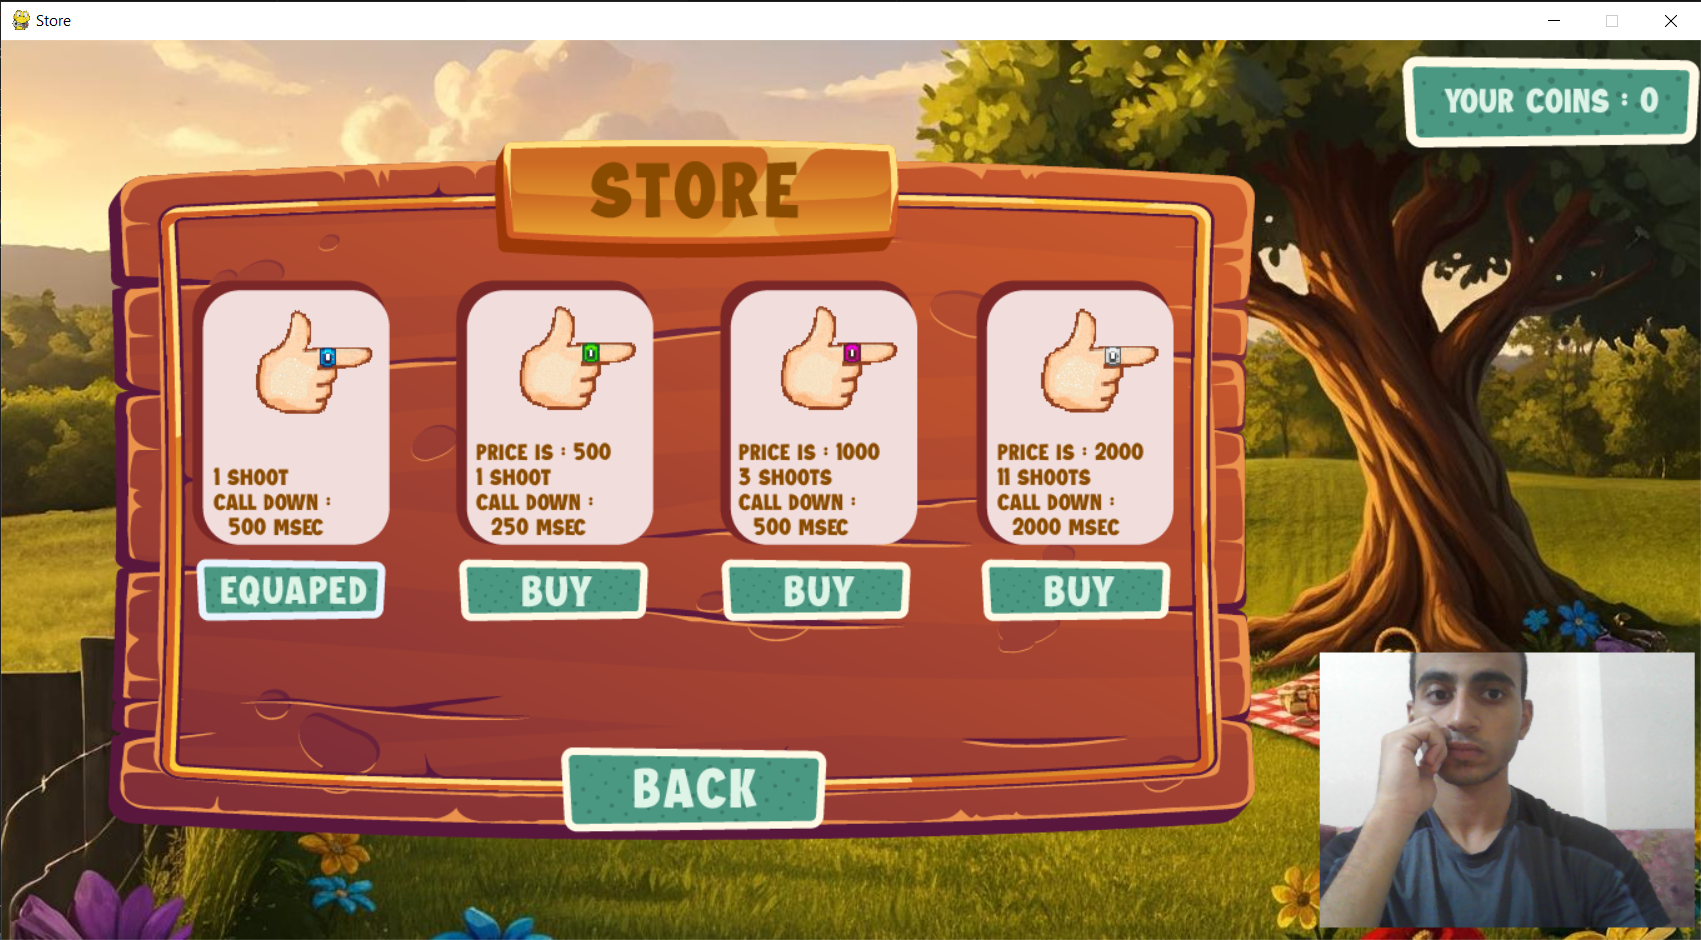 Store
YOUR COINS : 0
STORE
1 SHOOT
CALL DOWN :
500 MSEC
PRICE IS : 500
1 SHOOT
CALL DOWN :
250 MSEC
PRICE IS : 1000
3 SHOOTS
CALL DOWN :
500 MSEC
PRICE IS : 2000
11 SHOOTS
CALL DOWN :
2000 MSEC
EQUAPED
BUY
BUY
BUY
BACK